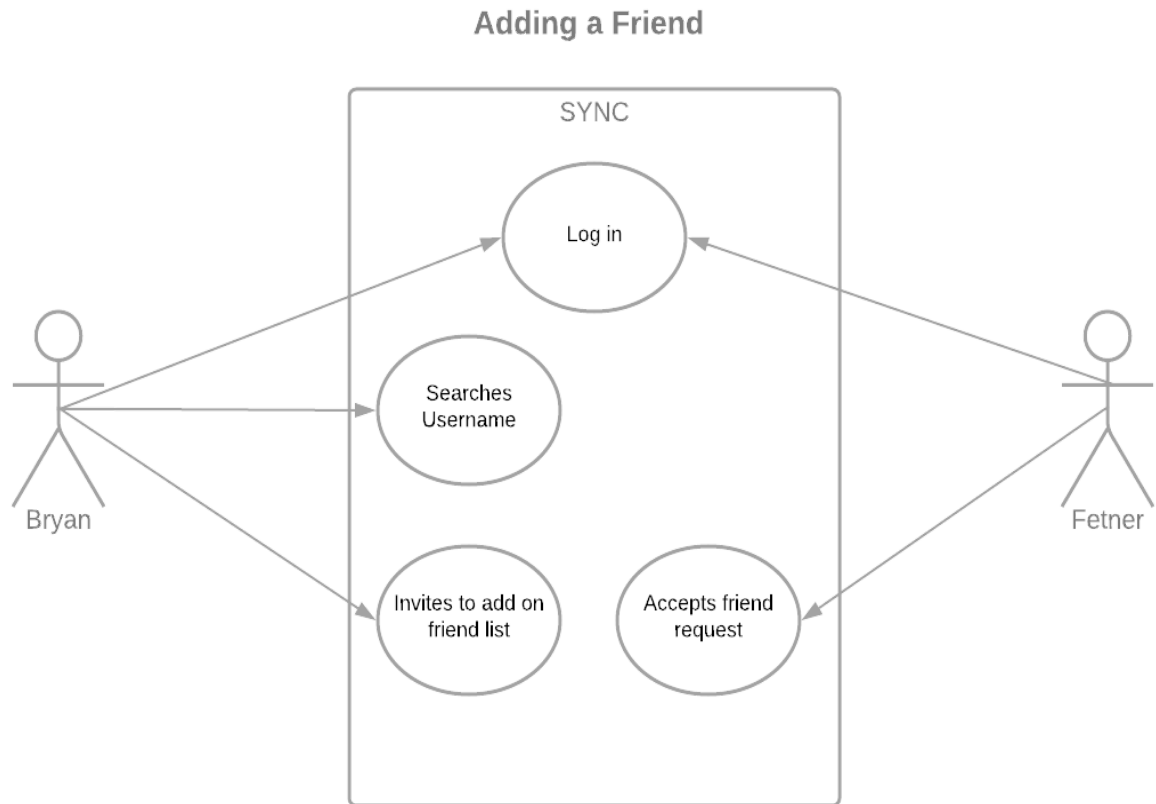 Adding a Friend
SYNC
Log in
Searches
Username
Bryan
Fetner
Invites to add on
friend list
Accepts friend
request